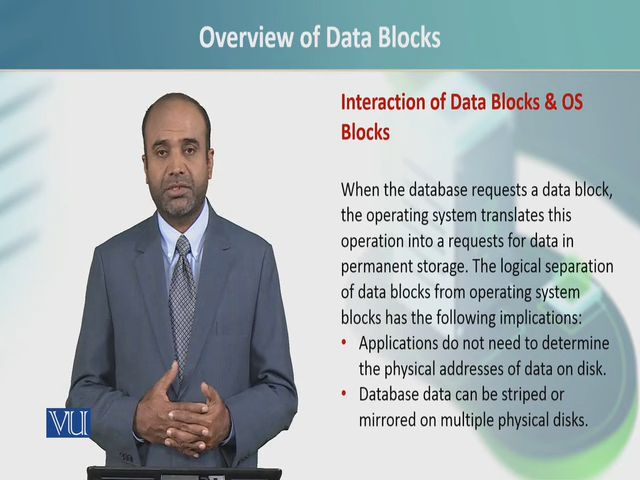 Overview of Data Blocks
Interaction of Data Blocks & OS
Blocks
When the database requests a data block,
the operating system translates this
operation into a requests for data in
permanent storage. The logical separation
of data blocks from operating system
blocks has the following implications:
• Applications do not need to determine
the physical addresses of data on disk.
• Database data can be striped or
mirrored on multiple physical disks.
VU